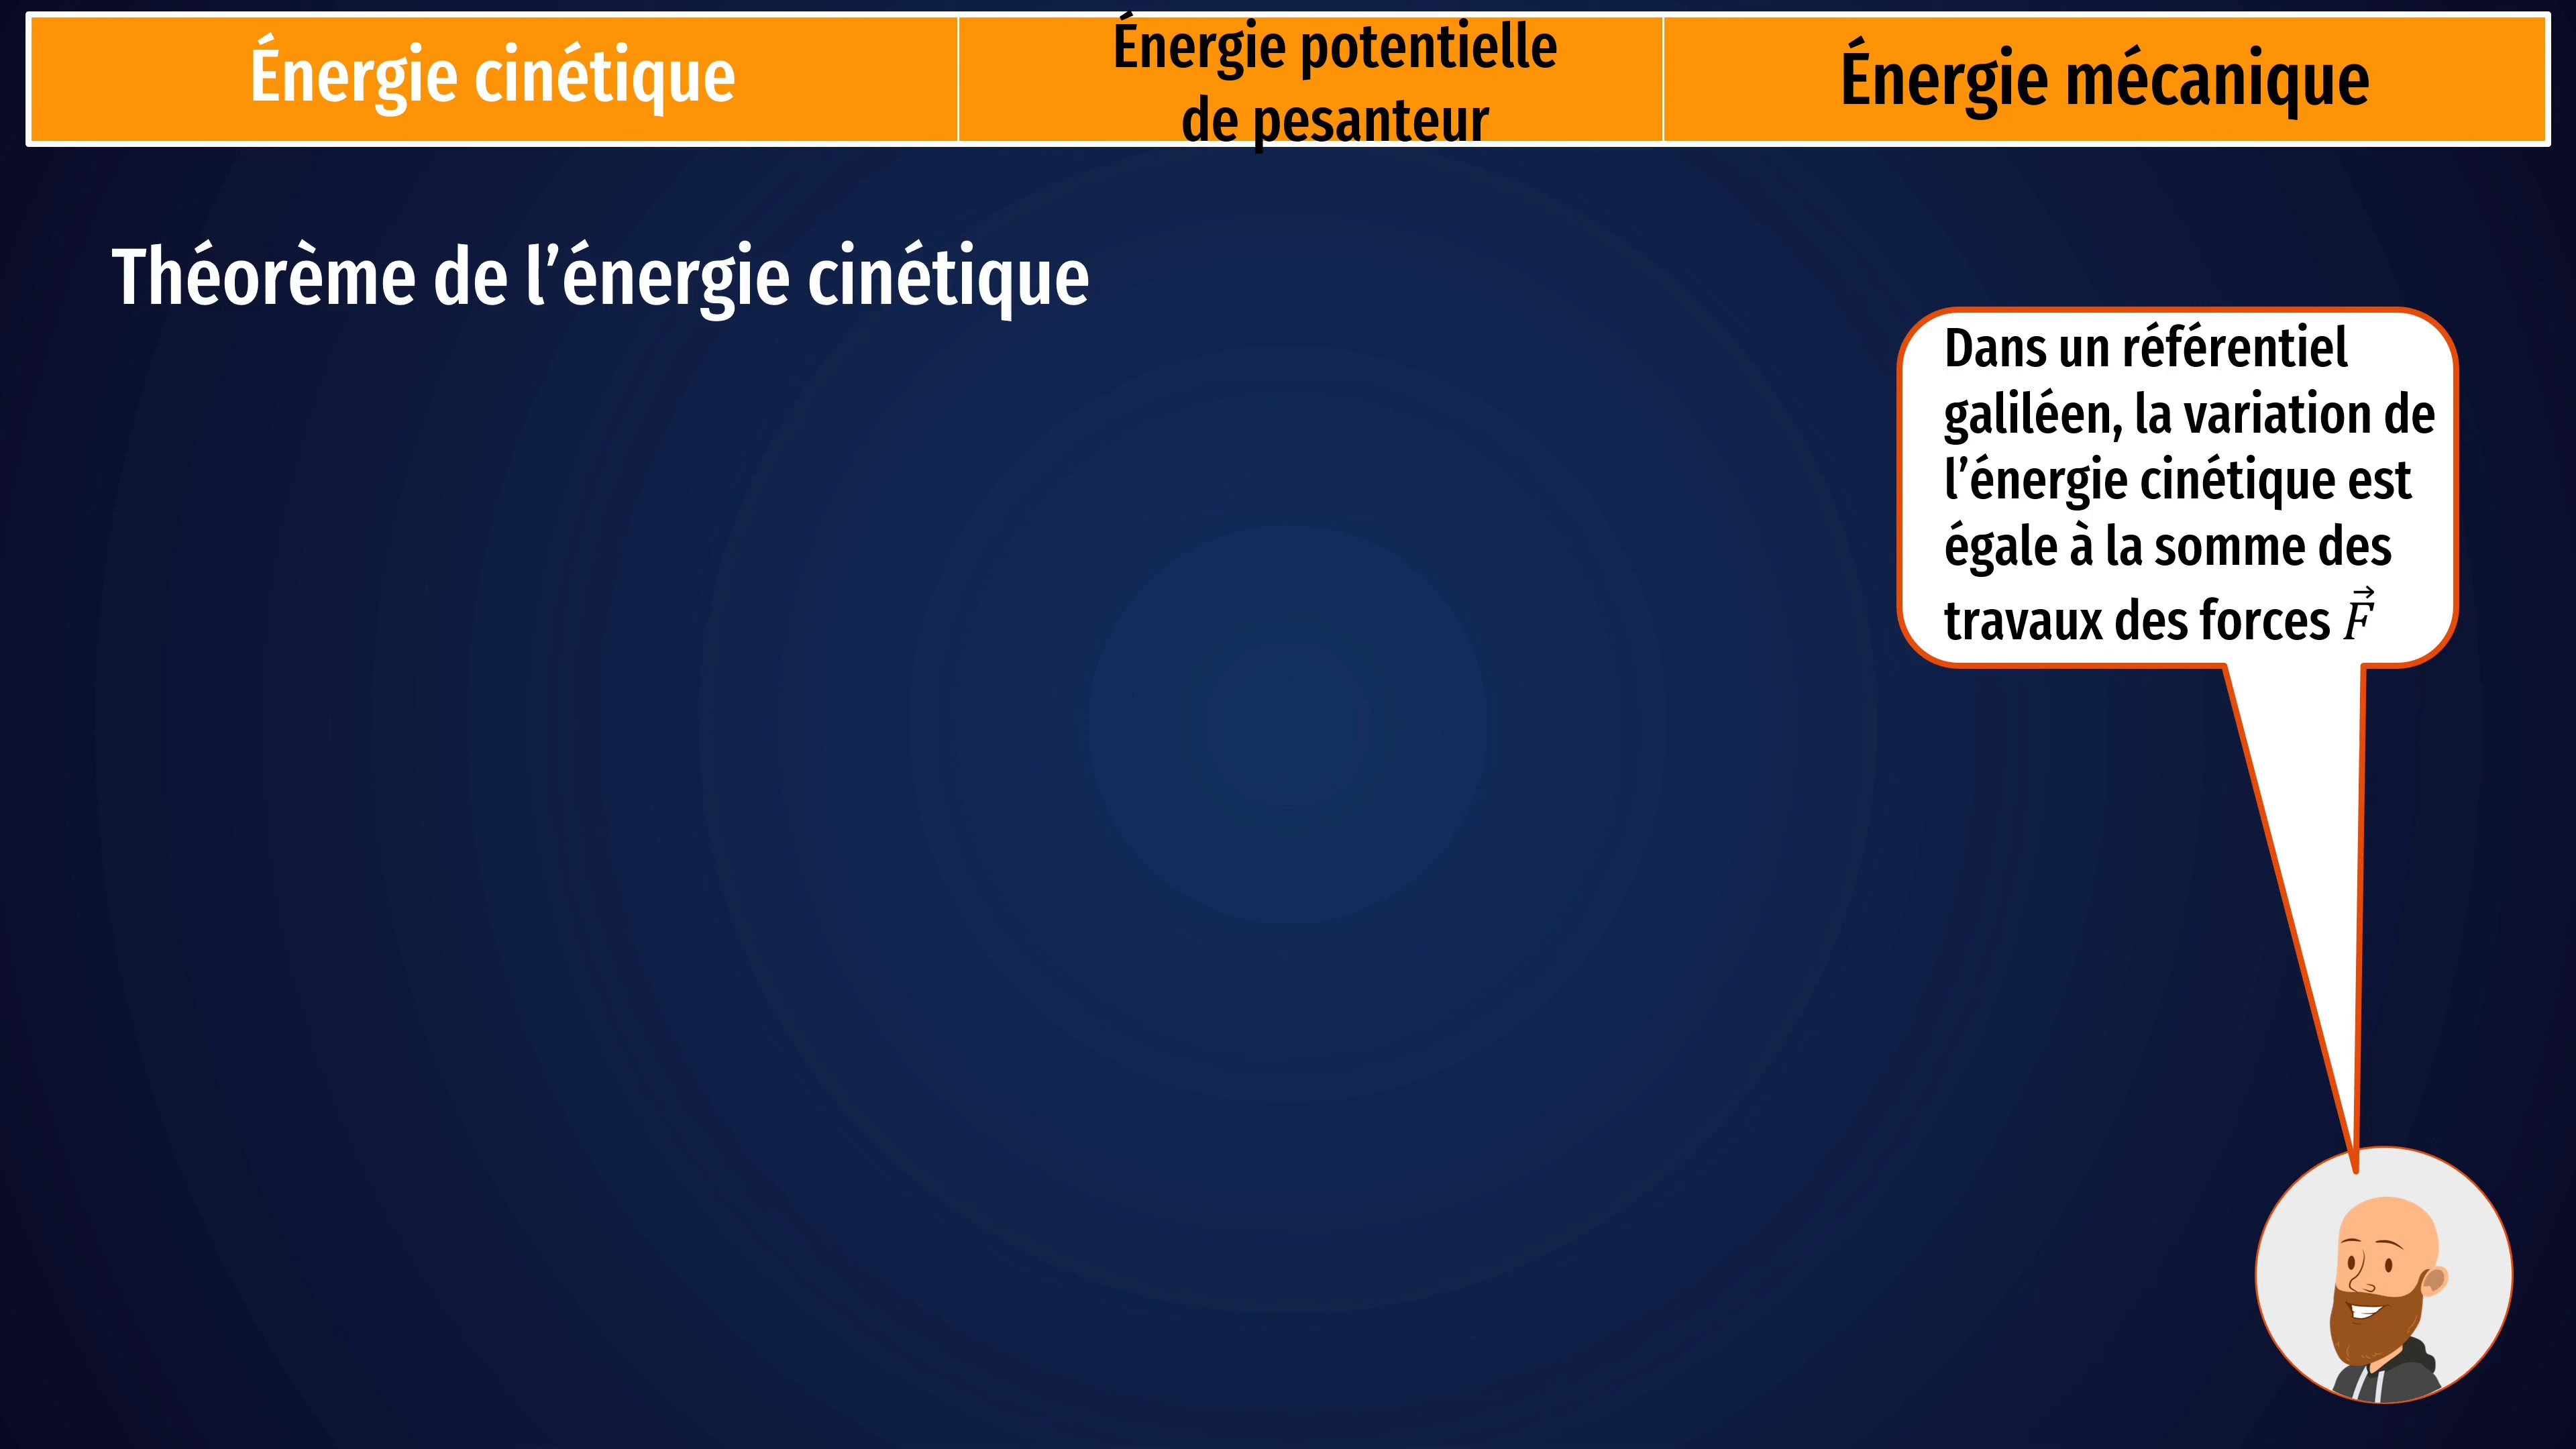 Énergie cinétique
Énergie potentielle
de pesanteur
Énergie mécanique
Théorème de l’énergie cinétique
Dans un référentiel
galiléen, la variation de
l’énergie cinétique est
égale à la somme des
travaux des forces F⃗